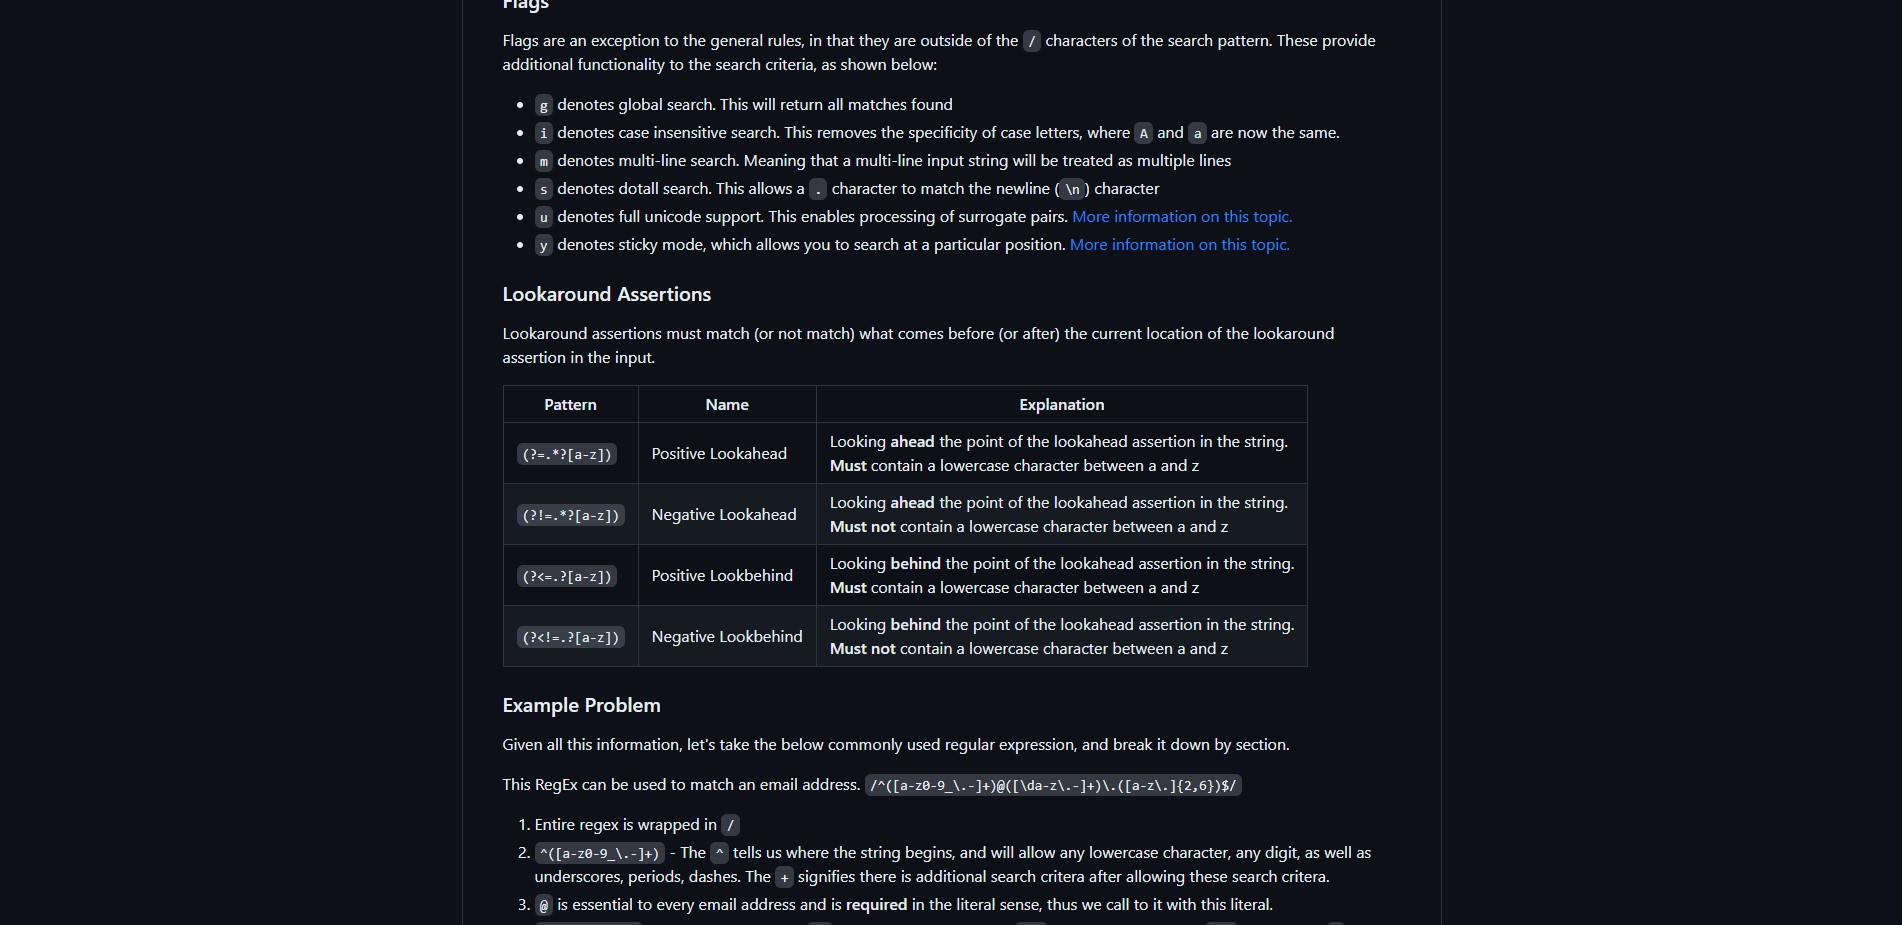 Flags
Flags are an exception to the general rules, in that they are outside of the / characters of the search pattern. These provide
additional functionality to the search criteria, as shown below:
g denotes global search. This will return all matches found
i denotes case insensitive search. This removes the specificity of case letters, where A and a are now the same.
m denotes multi-line search. Meaning that a multi-line input string will be treated as multiple lines
s denotes dotall search. This allows a . character to match the newline ( \n ) character
u denotes full unicode support. This enables processing of surrogate pairs. More information on this topic.
y denotes sticky mode, which allows you to search at a particular position. More information on this topic.
Lookaround Assertions
Lookaround assertions must match (or not match) what comes before (or after) the current location of the lookaround
assertion in the input.
Pattern Name Explanation
(?=.*?[a-z]) Positive Lookahead Looking ahead the point of the lookahead assertion in the string.
Must contain a lowercase character between a and z
(?!=.*?[a-z]) Negative Lookahead Looking ahead the point of the lookahead assertion in the string.
Must not contain a lowercase character between a and z
(?<=.?[a-z]) Positive Lookbehind Looking behind the point of the lookahead assertion in the string.
Must contain a lowercase character between a and z
(?<!=.?[a-z]) Negative Lookbehind Looking behind the point of the lookahead assertion in the string.
Must not contain a lowercase character between a and z
Example Problem
Given all this information, let's take the below commonly used regular expression, and break it down by section.
This RegEx can be used to match an email address. /^([a-z0-9_\.-]+)@([\da-z\.-]+)\.([a-z\.]{2,6})$/
1. Entire regex is wrapped in /
2. ^([a-z0-9_\.-]+) - The ^ tells us where the string begins, and will allow any lowercase character, any digit, as well as
underscores, periods, dashes. The + signifies there is additional search critera after allowing these search critera.
3. @ is essential to every email address and is required in the literal sense, thus we call to it with this literal.